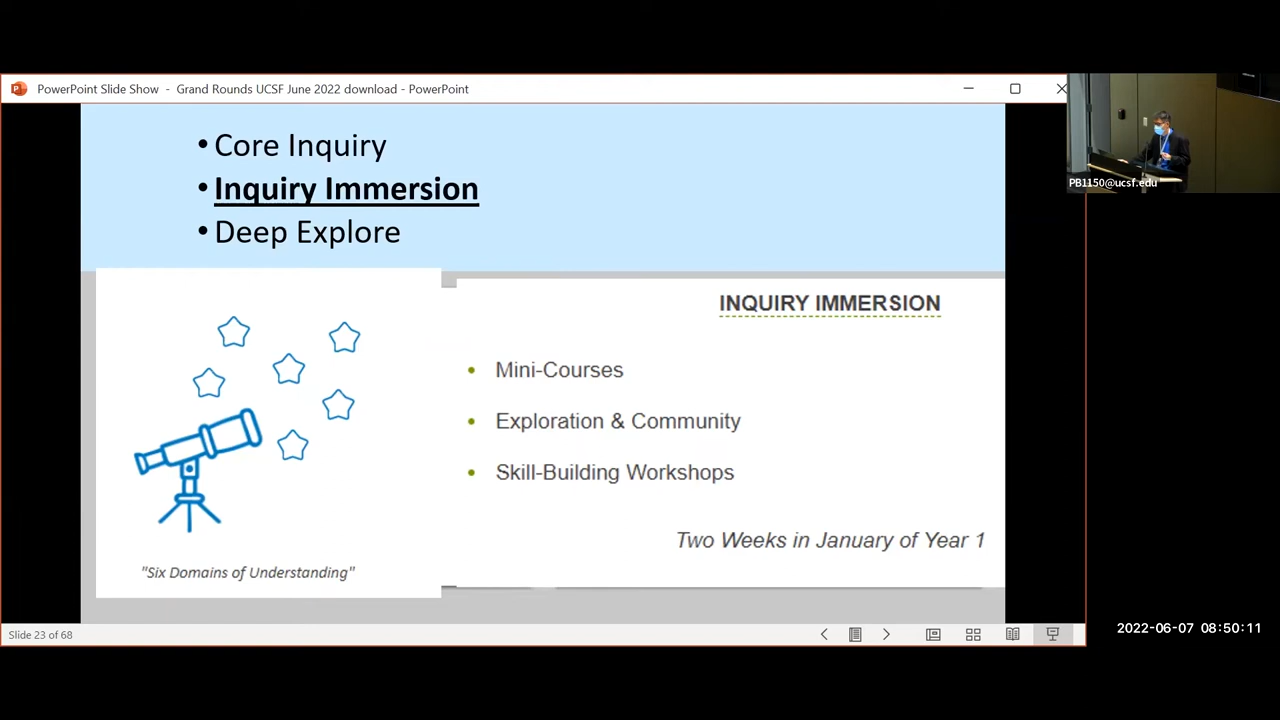 PowerPoint Slide Show - Grand Rounds UCSF June 2022 download - PowerPoint
• Core Inquiry
• Inquiry Immersion
• Deep Explore
PB1150@ucsf.edu
INQUIRY IMMERSION
• Mini-Courses
• Exploration & Community
• Skill-Building Workshops
Two Weeks in January of Year 1
"Six Domains of Understanding"
Slide 23 of 68
2022-06-07 08:50:11